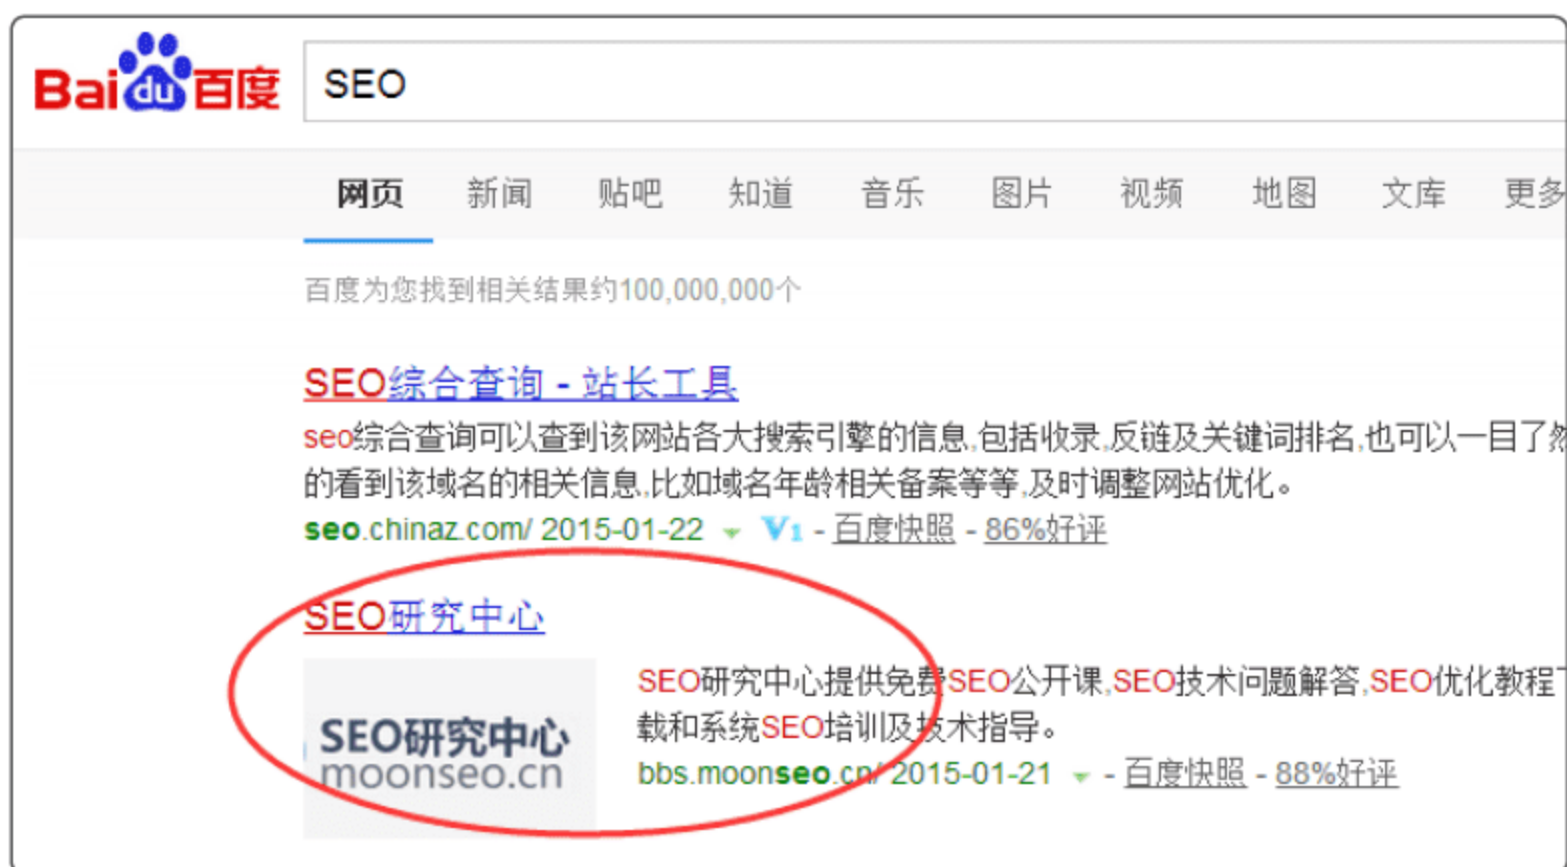 Bai du 百度
SEO
网页 新闻 贴吧 知道 音乐 图片 视频 地图 文库 更多
百度为您找到相关结果约100,000,000个
SEO综合查询 - 站长工具
seo综合查询可以查到该网站各大搜索引擎的信息,包括收录,反链及关键词排名,也可以一目了然
的看到该域名的相关信息,比如域名年龄相关备案等等,及时调整网站优化。
seo.chinaz.com/ 2015-01-22 V1 - 百度快照 - 86%好评
SEO研究中心
SEO研究中心提供免费SEO公开课,SEO技术问题解答,SEO优化教程下
载和系统SEO培训及技术指导。
bbs.moonseo.cn/ 2015-01-21 - 百度快照 - 88%好评
SEO研究中心
moonseo.cn